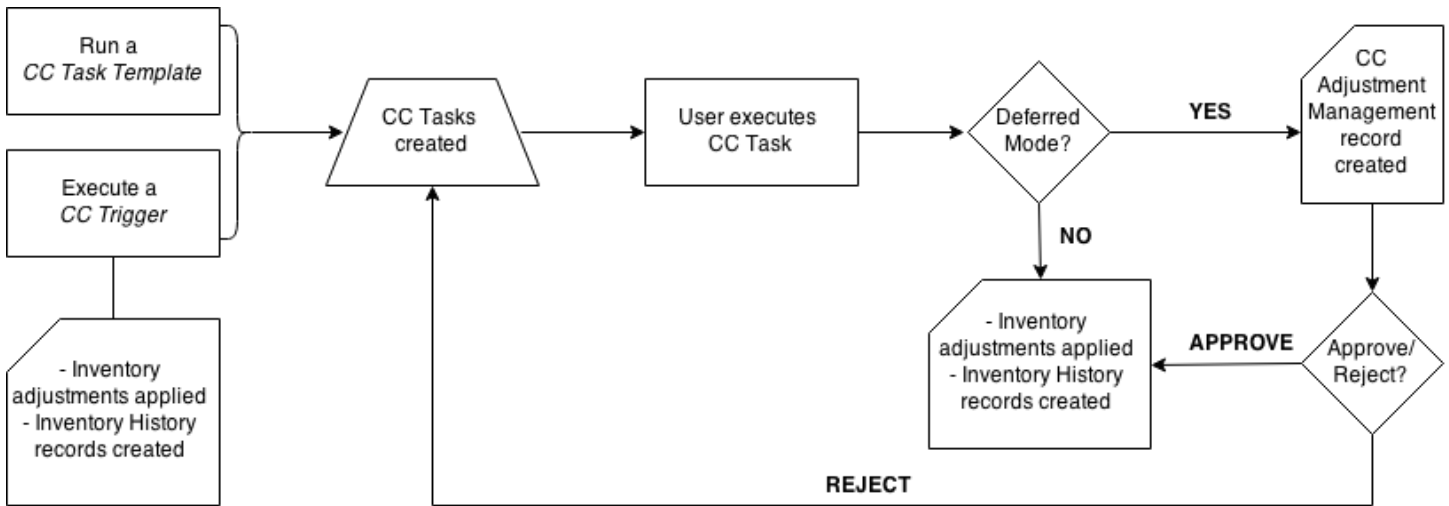 Run a
CC Task Template
Execute a
CC Trigger
- Inventory
adjustments applied
- Inventory History
records created
CC Tasks
created
User executes
CC Task
Deferred
Mode?
YES
NO
CC
Adjustment
Management
record
created
Approve/
Reject?
APPROVE
- Inventory
adjustments applied
- Inventory History
records created
REJECT